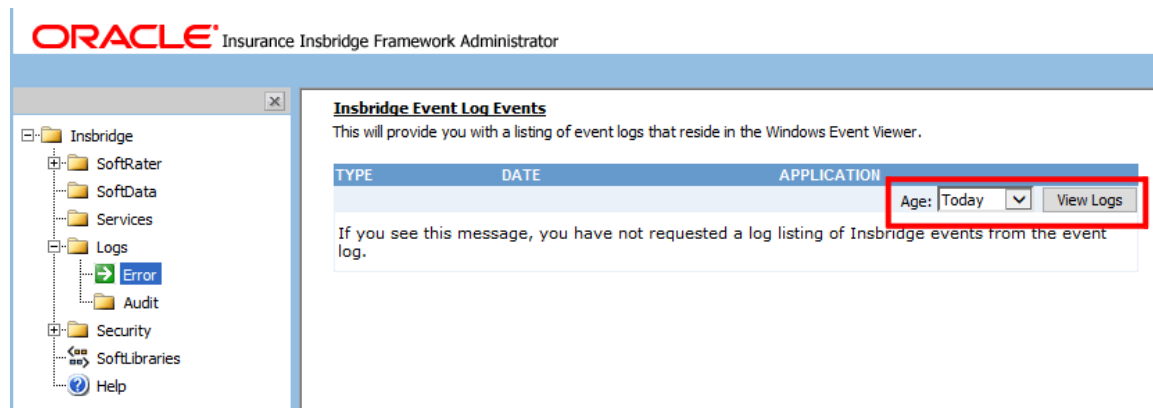 ORACLE® Insurance Insbridge Framework Administrator
Insbridge
SoftRater
SoftData
Services
Logs
Error
Audit
Security
SoftLibraries
Help
Insbridge Event Log Events
This will provide you with a listing of event logs that reside in the Windows Event Viewer.
TYPE DATE APPLICATION
Age: Today View Logs
If you see this message, you have not requested a log listing of Insbridge events from the event
log.